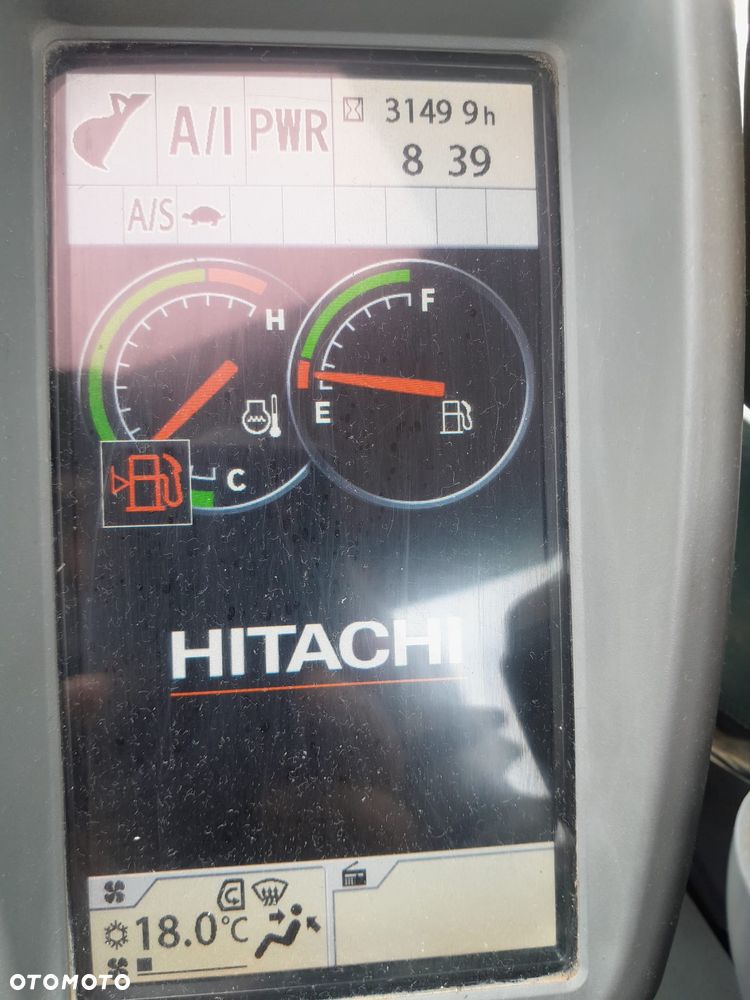 A/I PWR 3149 9h
8 39
A/S
H F
E
C
HITACHI
18.0°C
OTOMOTO